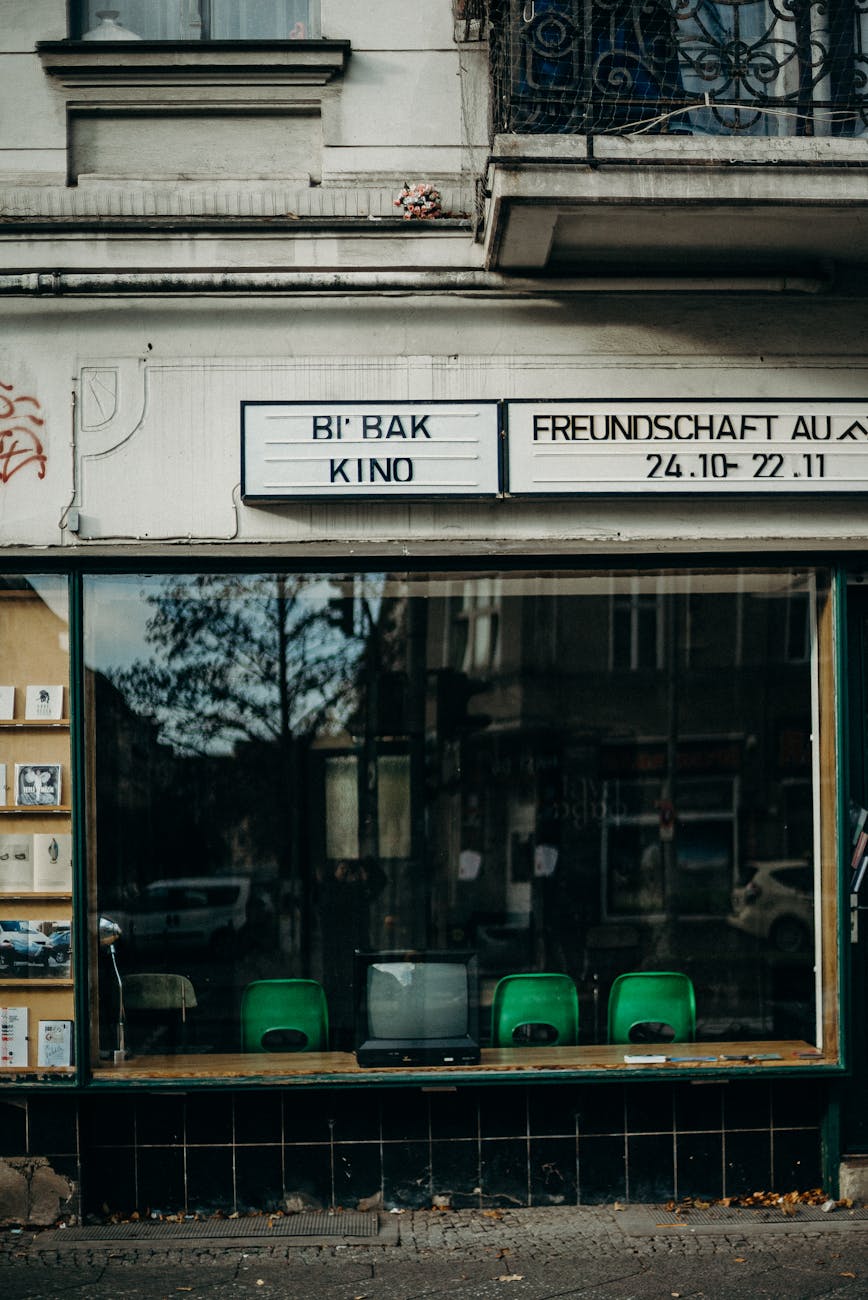 BI' BAK
KINO
FREUNDSCHAFT AU
24.10- 22.11